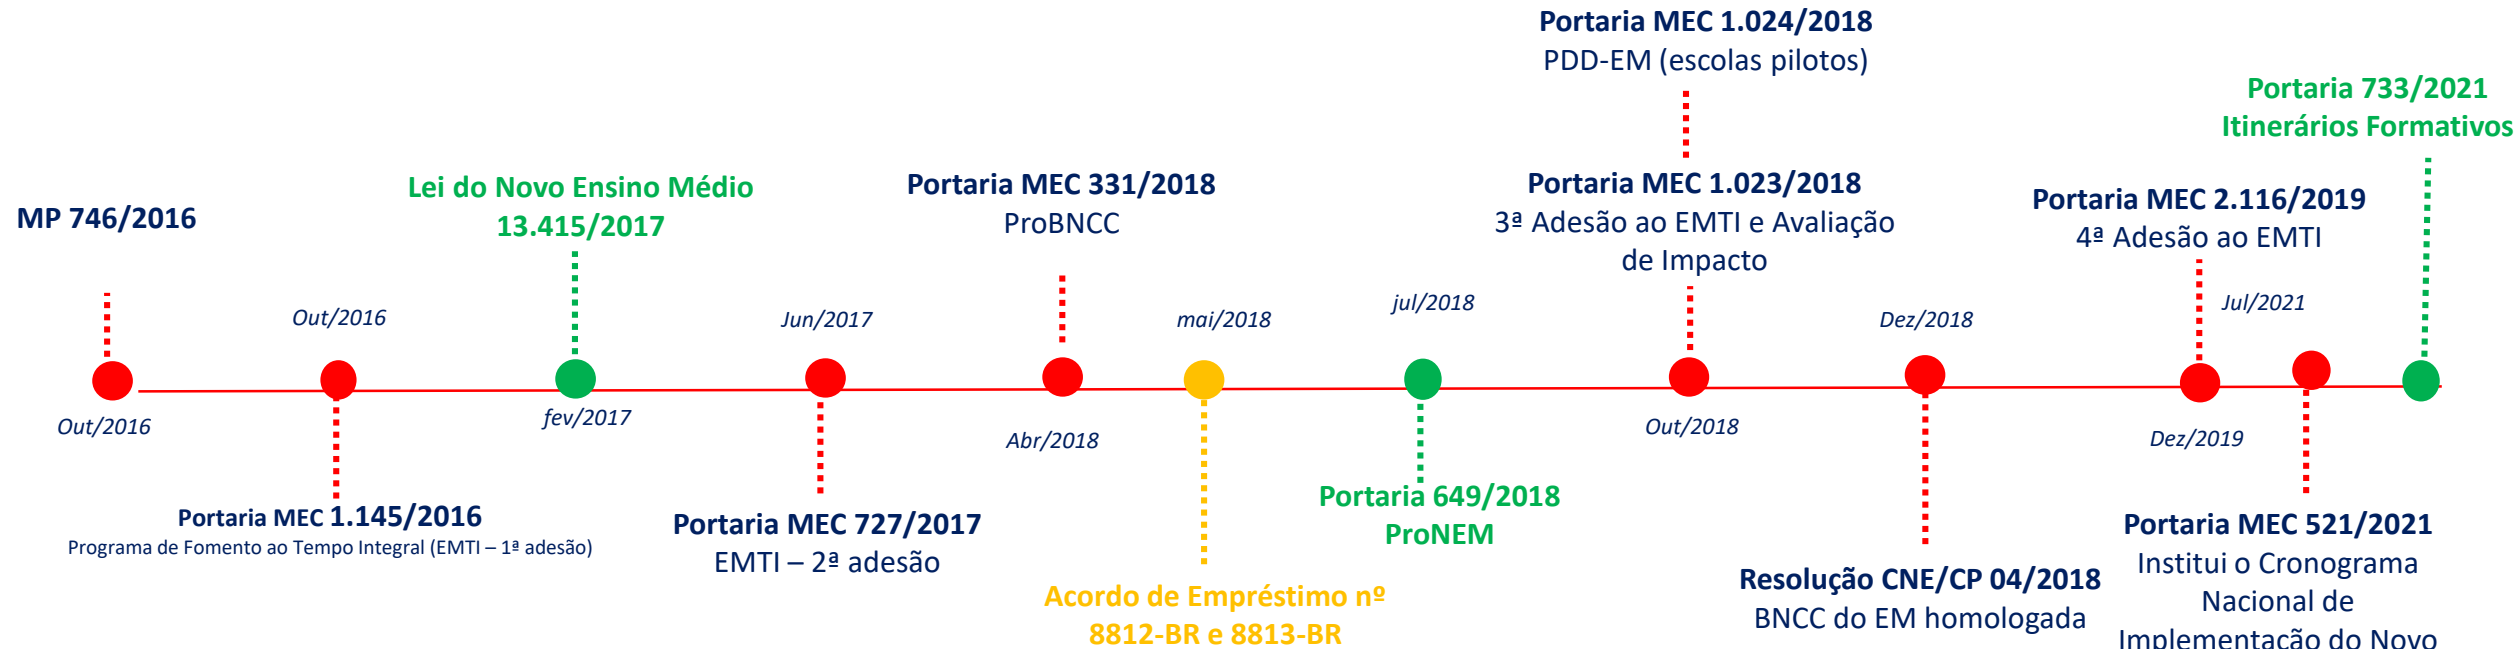 MP 746/2016
Out/2016
Out/2016
Portaria MEC 1.145/2016
Programa de Fomento ao Tempo Integral (EMTI – 1ª adesão)
Lei do Novo Ensino Médio
13.415/2017
fev/2017
Jun/2017
Portaria MEC 727/2017
EMTI – 2ª adesão
Portaria MEC 331/2018
ProBNCC
Abr/2018
mai/2018
Acordo de Empréstimo nº
8812-BR e 8813-BR
jul/2018
Portaria 649/2018
ProNEM
Portaria MEC 1.024/2018
PDD-EM (escolas pilotos)
Portaria MEC 1.023/2018
3ª Adesão ao EMTI e Avaliação
de Impacto
Out/2018
Dez/2018
Resolução CNE/CP 04/2018
BNCC do EM homologada
Portaria MEC 2.116/2019
4ª Adesão ao EMTI
Dez/2019
Jul/2021
Portaria MEC 521/2021
Institui o Cronograma
Nacional de
Implementação do Novo
Portaria 733/2021
Itinerários Formativos